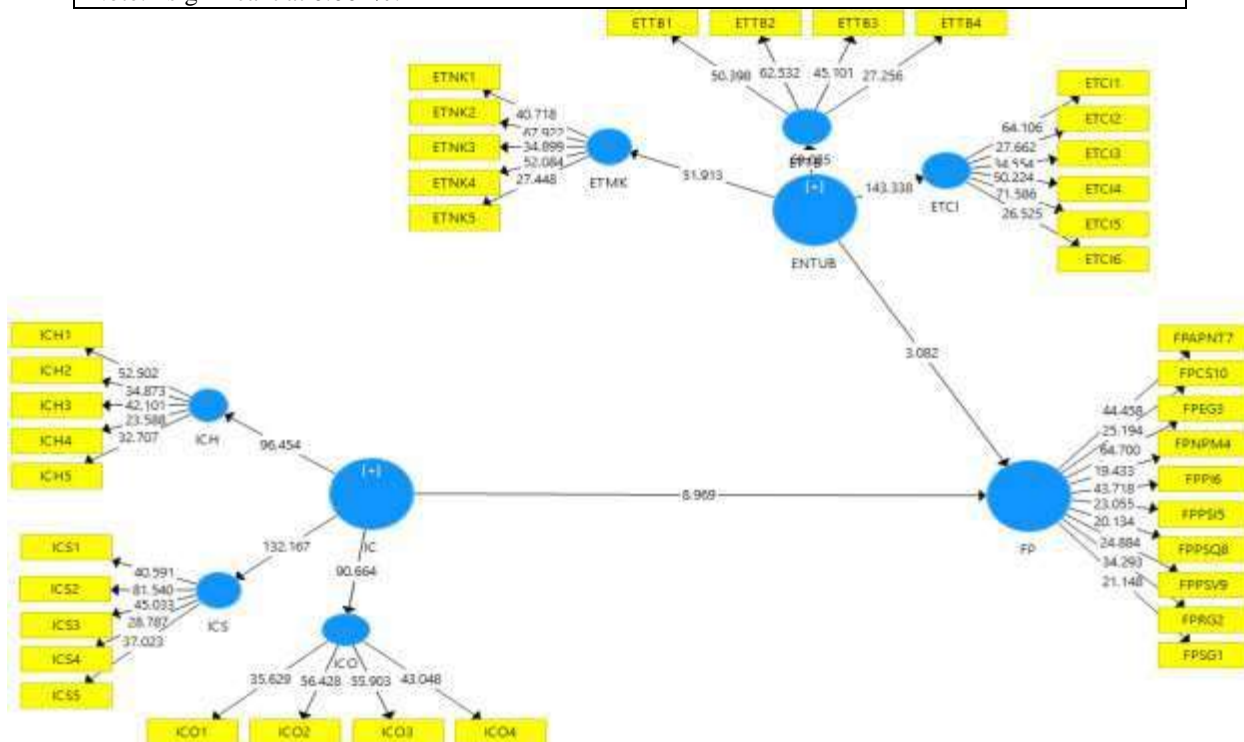 ETTB1 ETTB2 ETTB3 ETTB4
50.398 62.532 45.101 27.256
ETNK1
ETNK2
ETNK3
ETNK4
ETNK5
40.718
67.922
34.899
52.084
27.448
ETMK
51.913
[+]
ENTUB
143.338
ETCI
ETCI1
ETCI2
ETCI3
ETCI4
ETCI5
ETCI6
64.106
27.662
50.224
71.586
26.525
3.082
ICH1
ICH2
ICH3
ICH4
ICH5
52.502
34.873
42.101
23.588
32.707
ICH
96.454
[+]
IC
8.969
FP
FPAPNT7
FPCS10
FPEG3
FPNPM4
FPPI6
FPPSI5
FPPSQ8
FPPSV9
FPRG2
FPSG1
44.458
25.194
64.700
19.433
43.718
23.055
20.134
24.884
34.293
21.148
132.167
90.664
ICS1
ICS2
ICS3
ICS4
ICS5
40.591
81.540
45.033
28.787
37.023
ICS
ICO
35.629 56.428 55.903 43.048
ICO1 ICO2 ICO3 ICO4